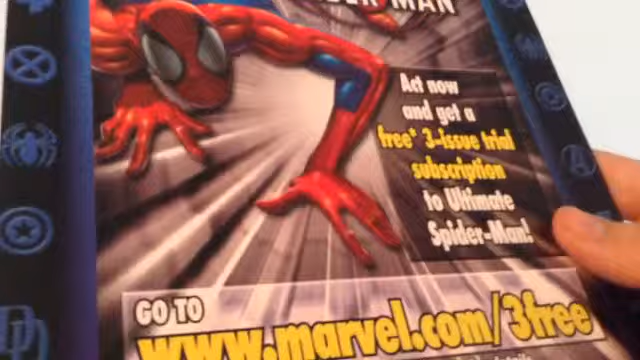 Act now
and get a
free* 3-issue trial
subscription
to Ultimate
Spider-Man!
GO TO
www.marvel.com/3free
details